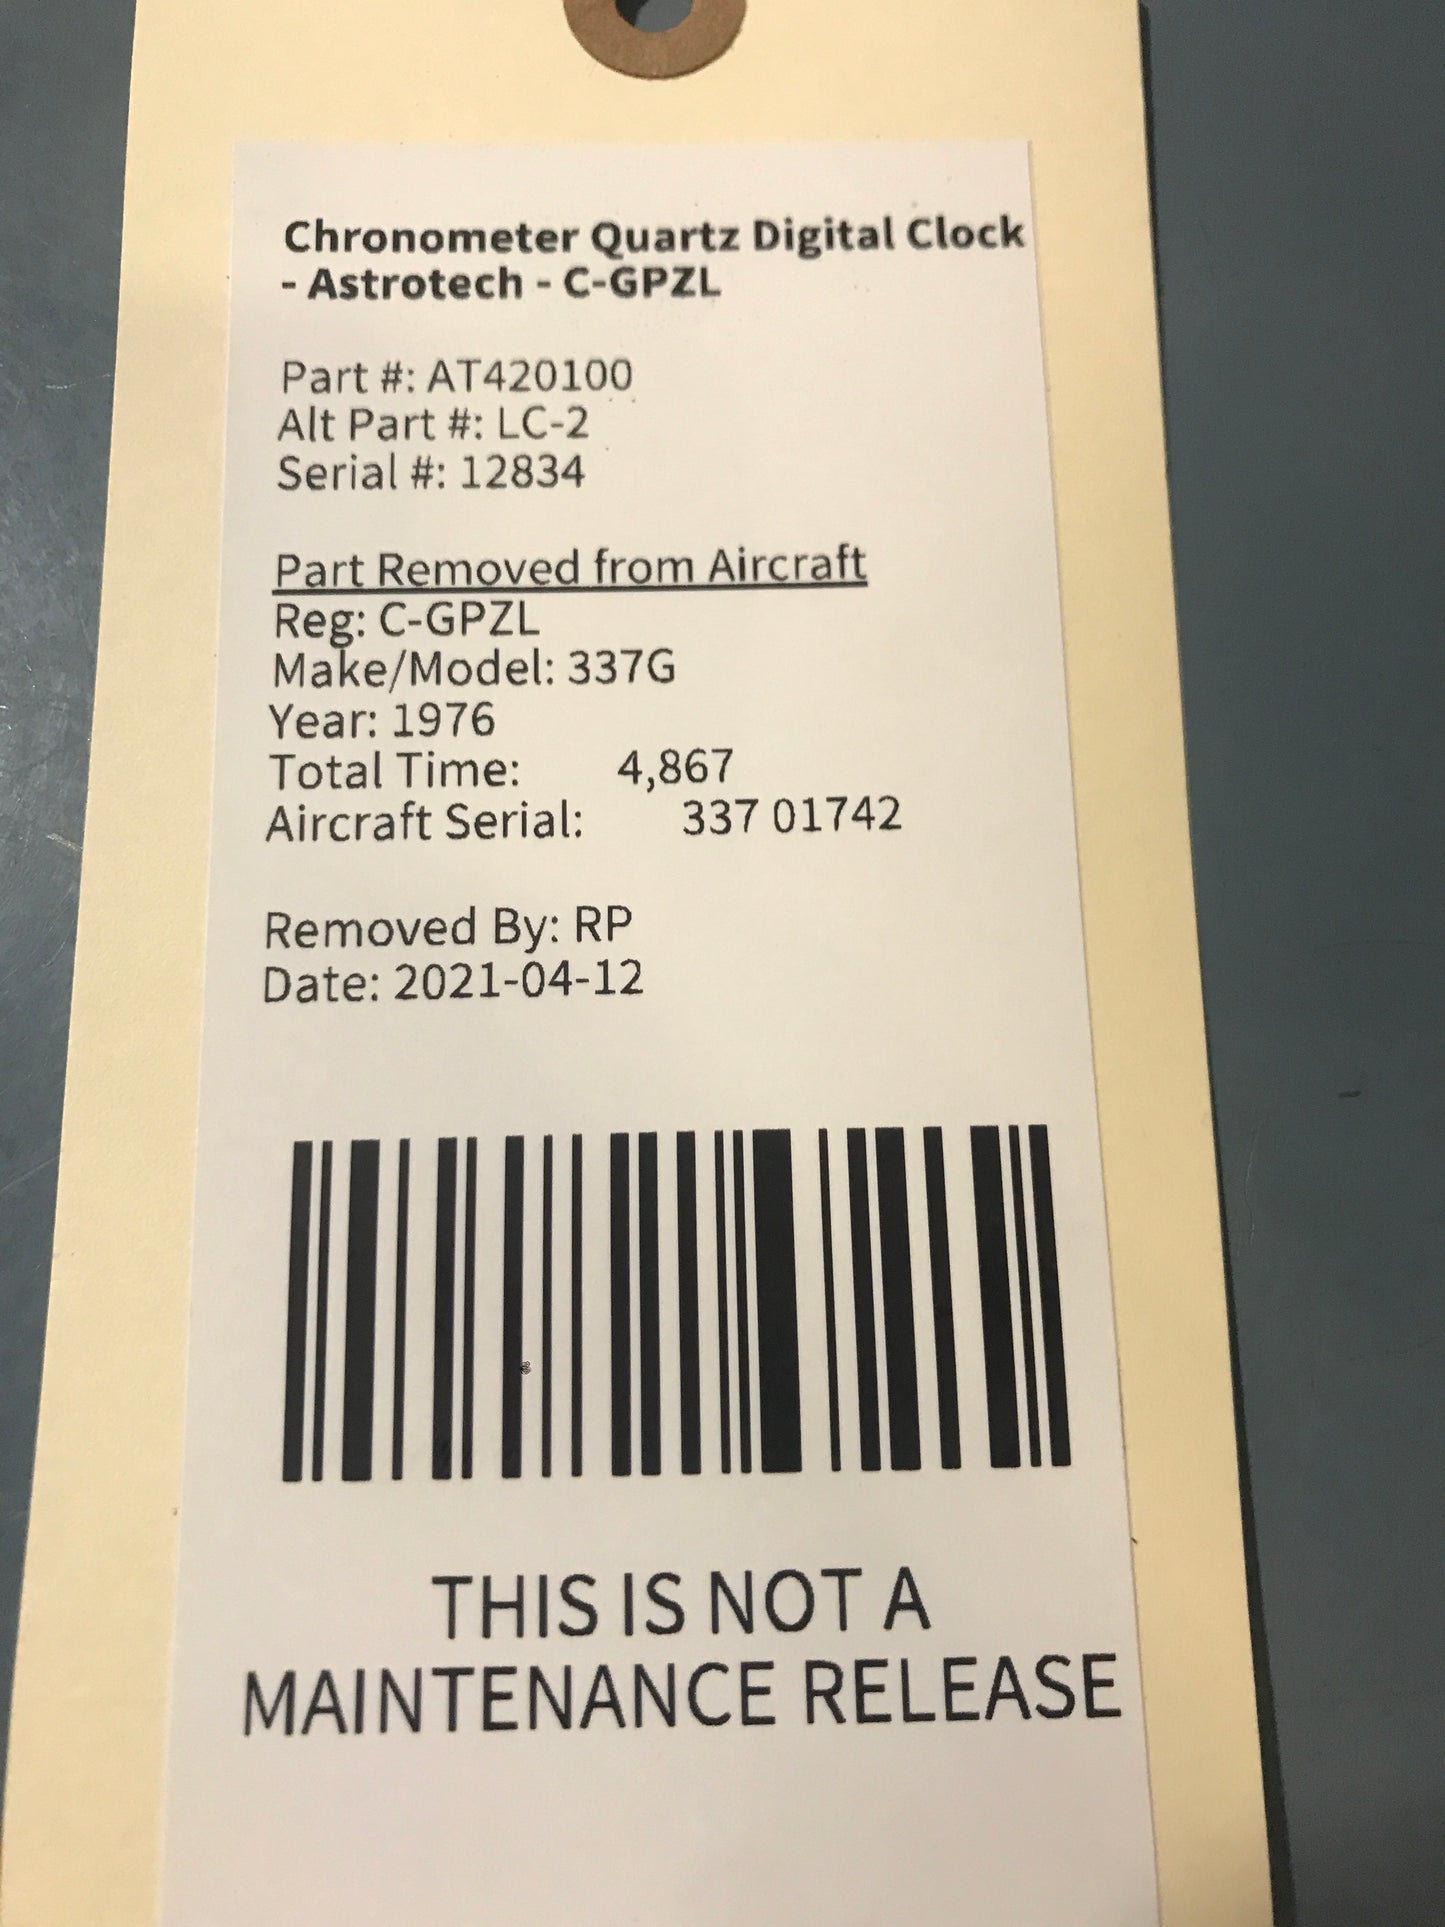 Chronometer Quartz Digital Clock
- Astrotech - C-GPZL
Part #: AT420100
Alt Part #: LC-2
Serial #: 12834
Part Removed from Aircraft
Reg: C-GPZL
Make/Model: 337G
Year: 1976
Total Time: 4,867
Aircraft Serial: 337 01742
Removed By: RP
Date: 2021-04-12
THIS IS NOT A
MAINTENANCE RELEASE